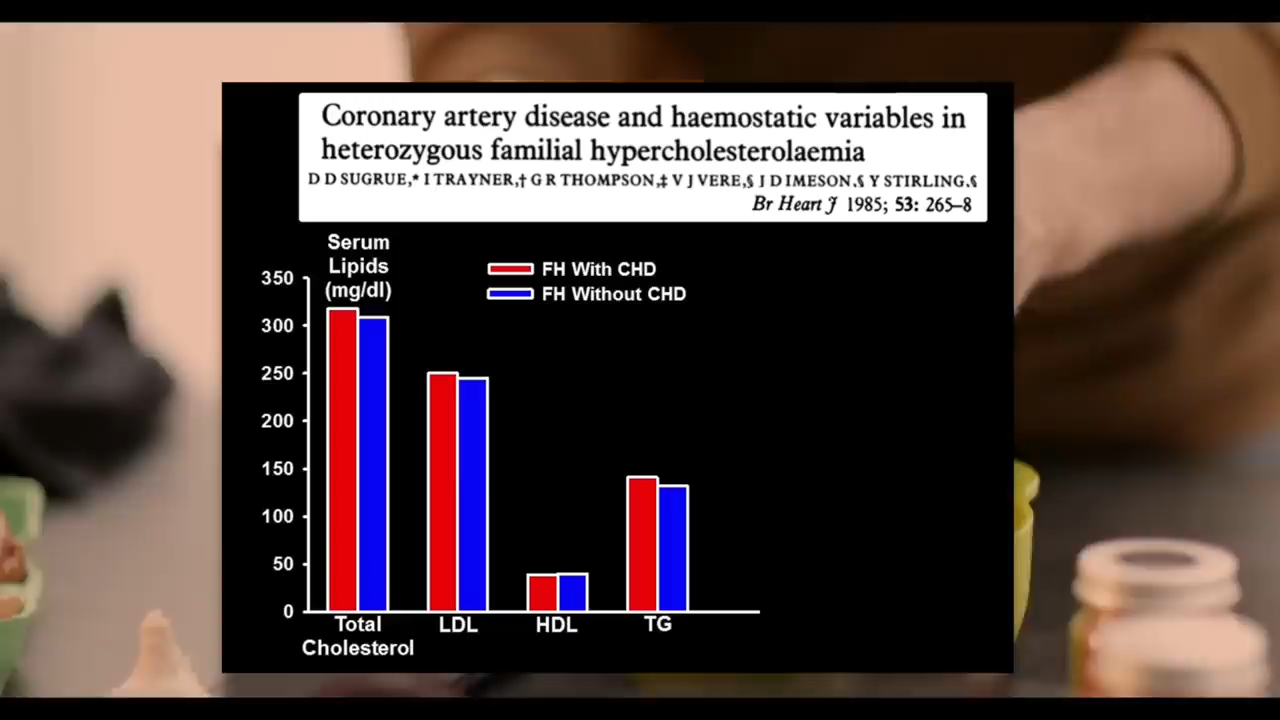 Coronary artery disease and haemostatic variables in
heterozygous familial hypercholesterolaemia
D D SUGRUE,* I TRAYNER,† G R THOMPSON,‡ V J VERE,§ J D IMESON,§ Y STIRLING,§
Br Heart J 1985; 53: 265–8
Serum
Lipids
(mg/dl)
FH With CHD
FH Without CHD
350
300
250
200
150
100
50
0
Total
Cholesterol
LDL
HDL
TG